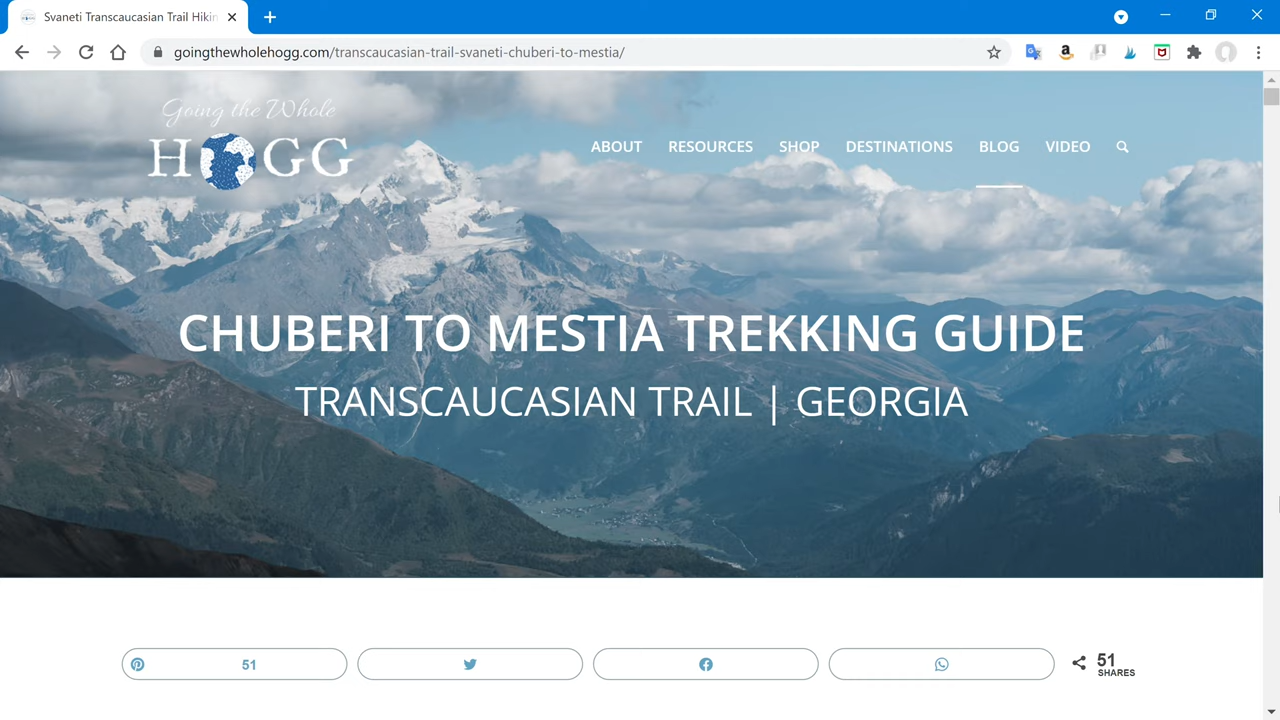 Svaneti Transcaucasian Trail Hikin
goingthewholehogg.com/transcaucasian-trail-svaneti-chuberi-to-mestia/
Going the Whole
HOGG
ABOUT RESOURCES SHOP DESTINATIONS BLOG VIDEO
CHUBERI TO MESTIA TREKKING GUIDE
TRANSCAUCASIAN TRAIL | GEORGIA
51
51
SHARES